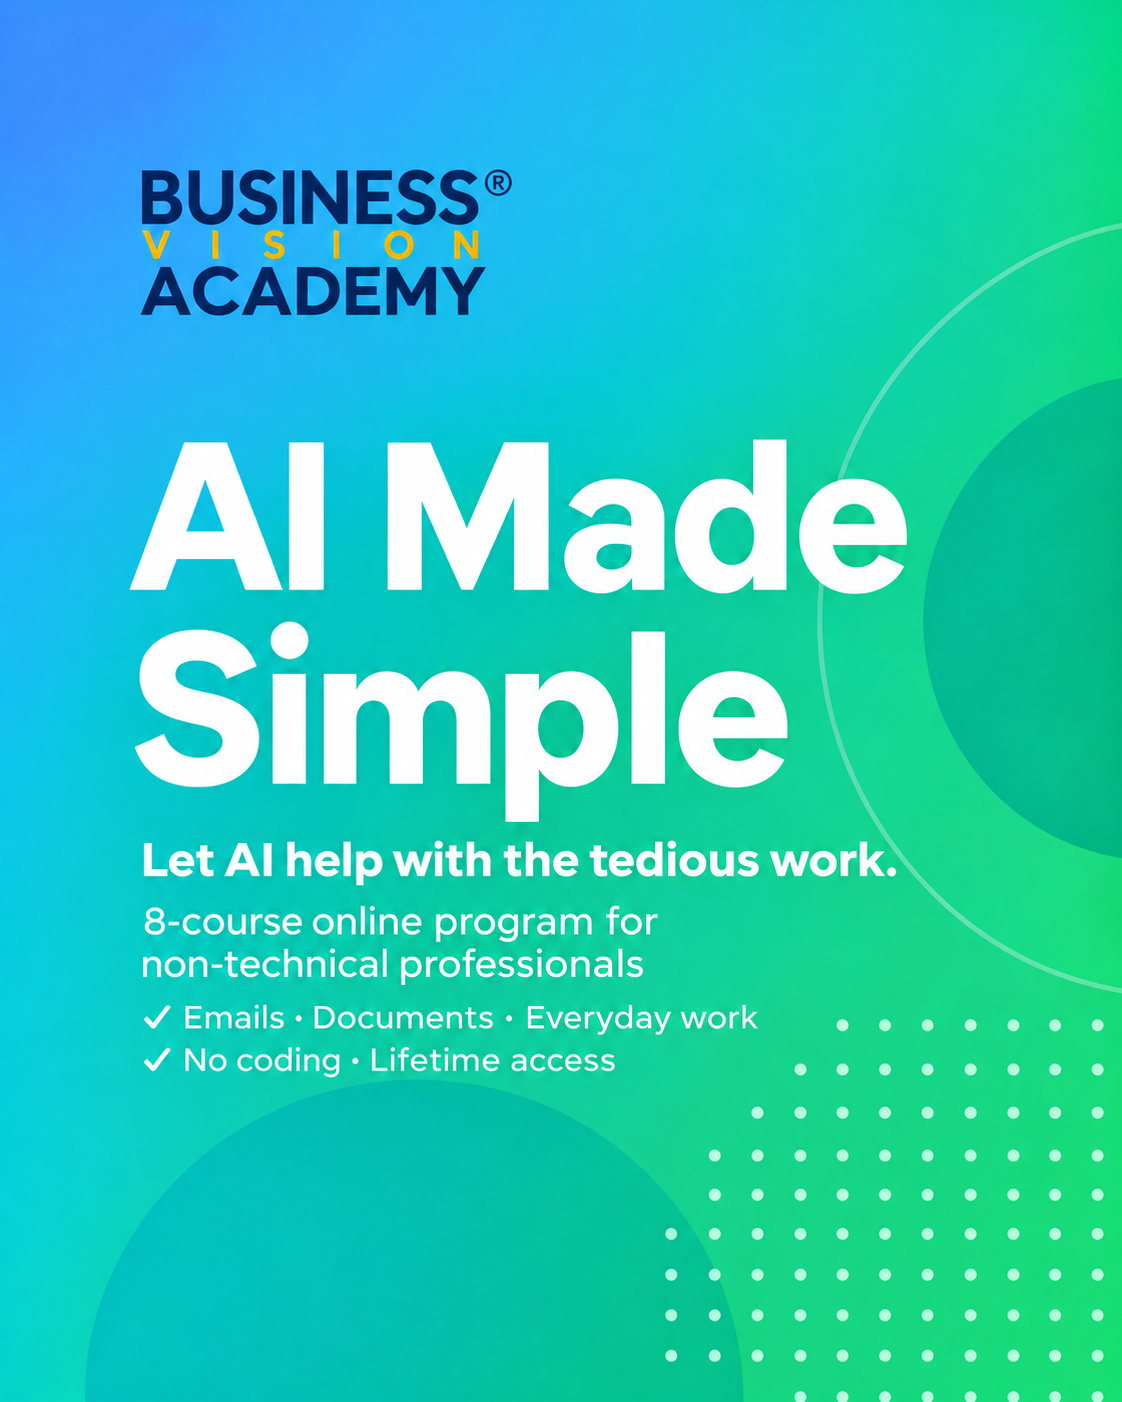 BUSINESS®
VISION
ACADEMY
AI Made
Simple
Let AI help with the tedious work.
8-course online program for
non-technical professionals
✓ Emails • Documents • Everyday work
✓ No coding • Lifetime access